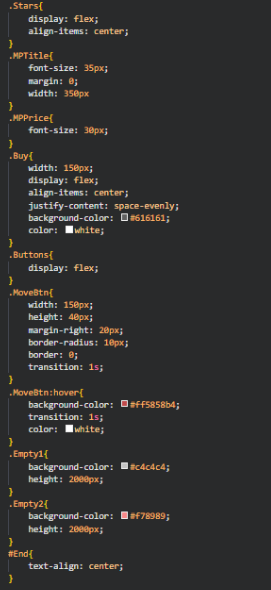 .Stars{
display: flex;
align-items: center;
}
.MPTitle{
font-size: 35px;
margin: 0;
width: 350px
}
.MPPrice{
font-size: 30px;
}
.Buy{
width: 150px;
display: flex;
align-items: center;
justify-content: space-evenly;
background-color: #616161;
color: white;
}
.Buttons{
display: flex;
}
.MoveBtn{
width: 150px;
height: 40px;
margin-right: 20px;
border-radius: 10px;
border: 0;
transition: 1s;
}
.MoveBtn:hover{
background-color: #ff5858b4;
transition: 1s;
color: white;
}
.Empty1{
background-color: #c4c4c4;
height: 2000px;
}
.Empty2{
background-color: #f78989;
height: 2000px;
}
#End{
text-align: center;
}